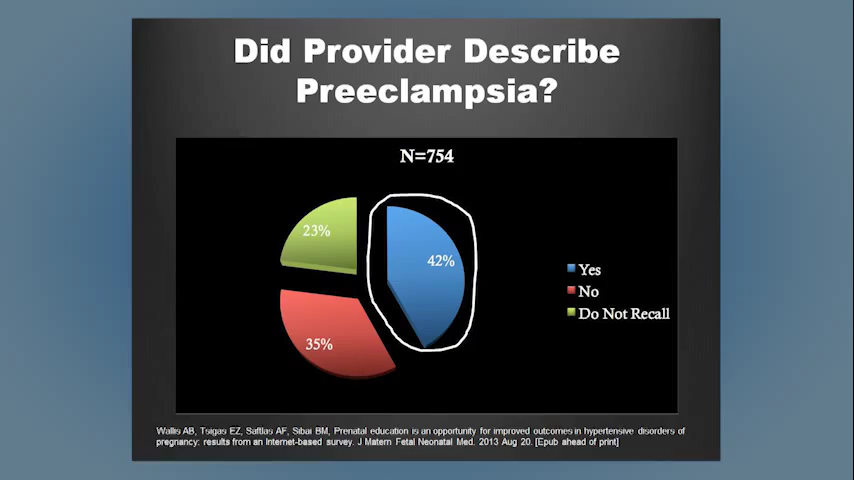 Did Provider Describe
Preeclampsia?
N=754
23%
42%
35%
Yes
No
Do Not Recall
Wallis AB, Tsigas EZ, Saftlas AF, Sibai BM, Prenatal education is an opportunity for improved outcomes in hypertensive disorders of
pregnancy: results from an Internet-based survey. J Matern Fetal Neonatal Med. 2013 Aug 20. [Epub ahead of print]